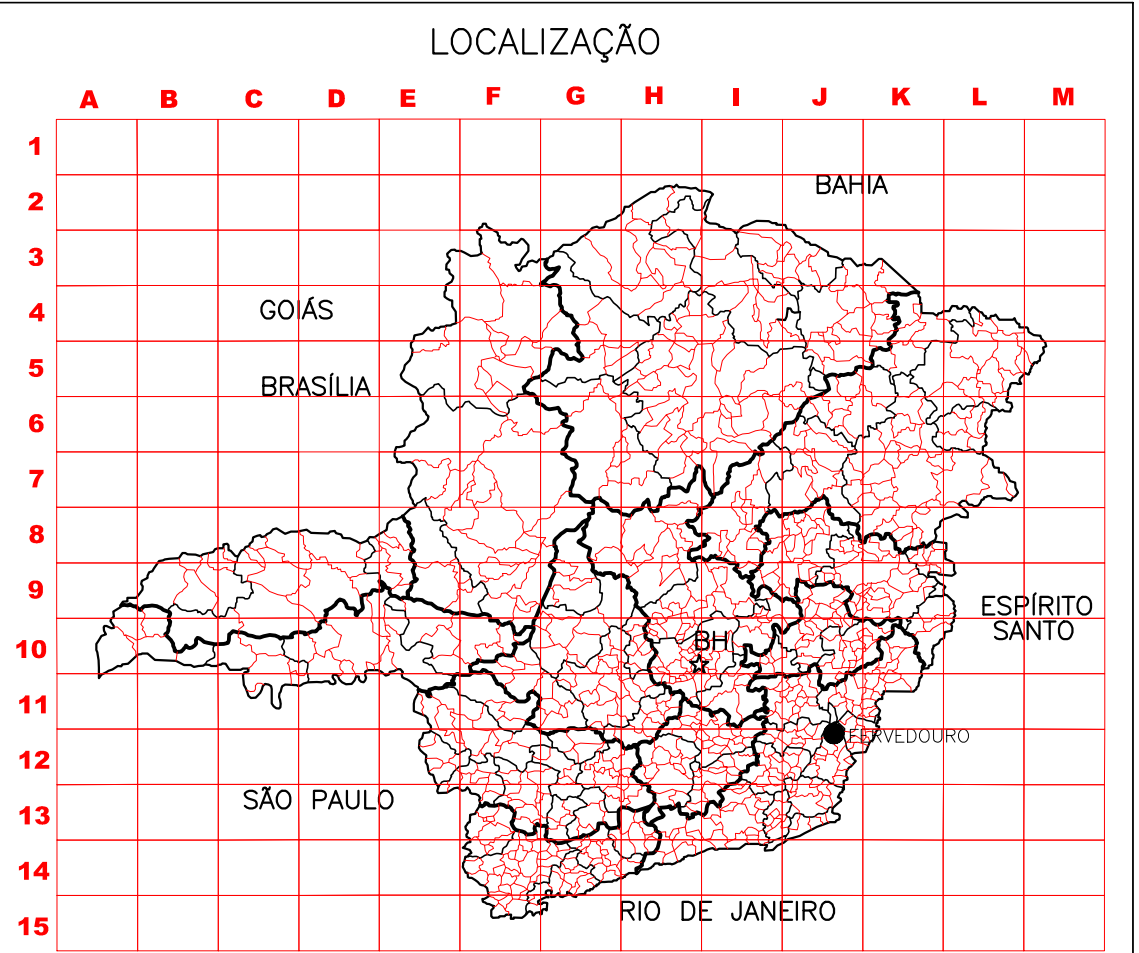 LOCALIZAÇÃO
A B C D E F G H I J K L M
1
2
BAHIA
3
4
GOIÁS
5
BRASÍLIA
6
7
8
9
ESPÍRITO
SANTO
10
BH
11
FERVEDOURO
12
SÃO PAULO
13
14
RIO DE JANEIRO
15